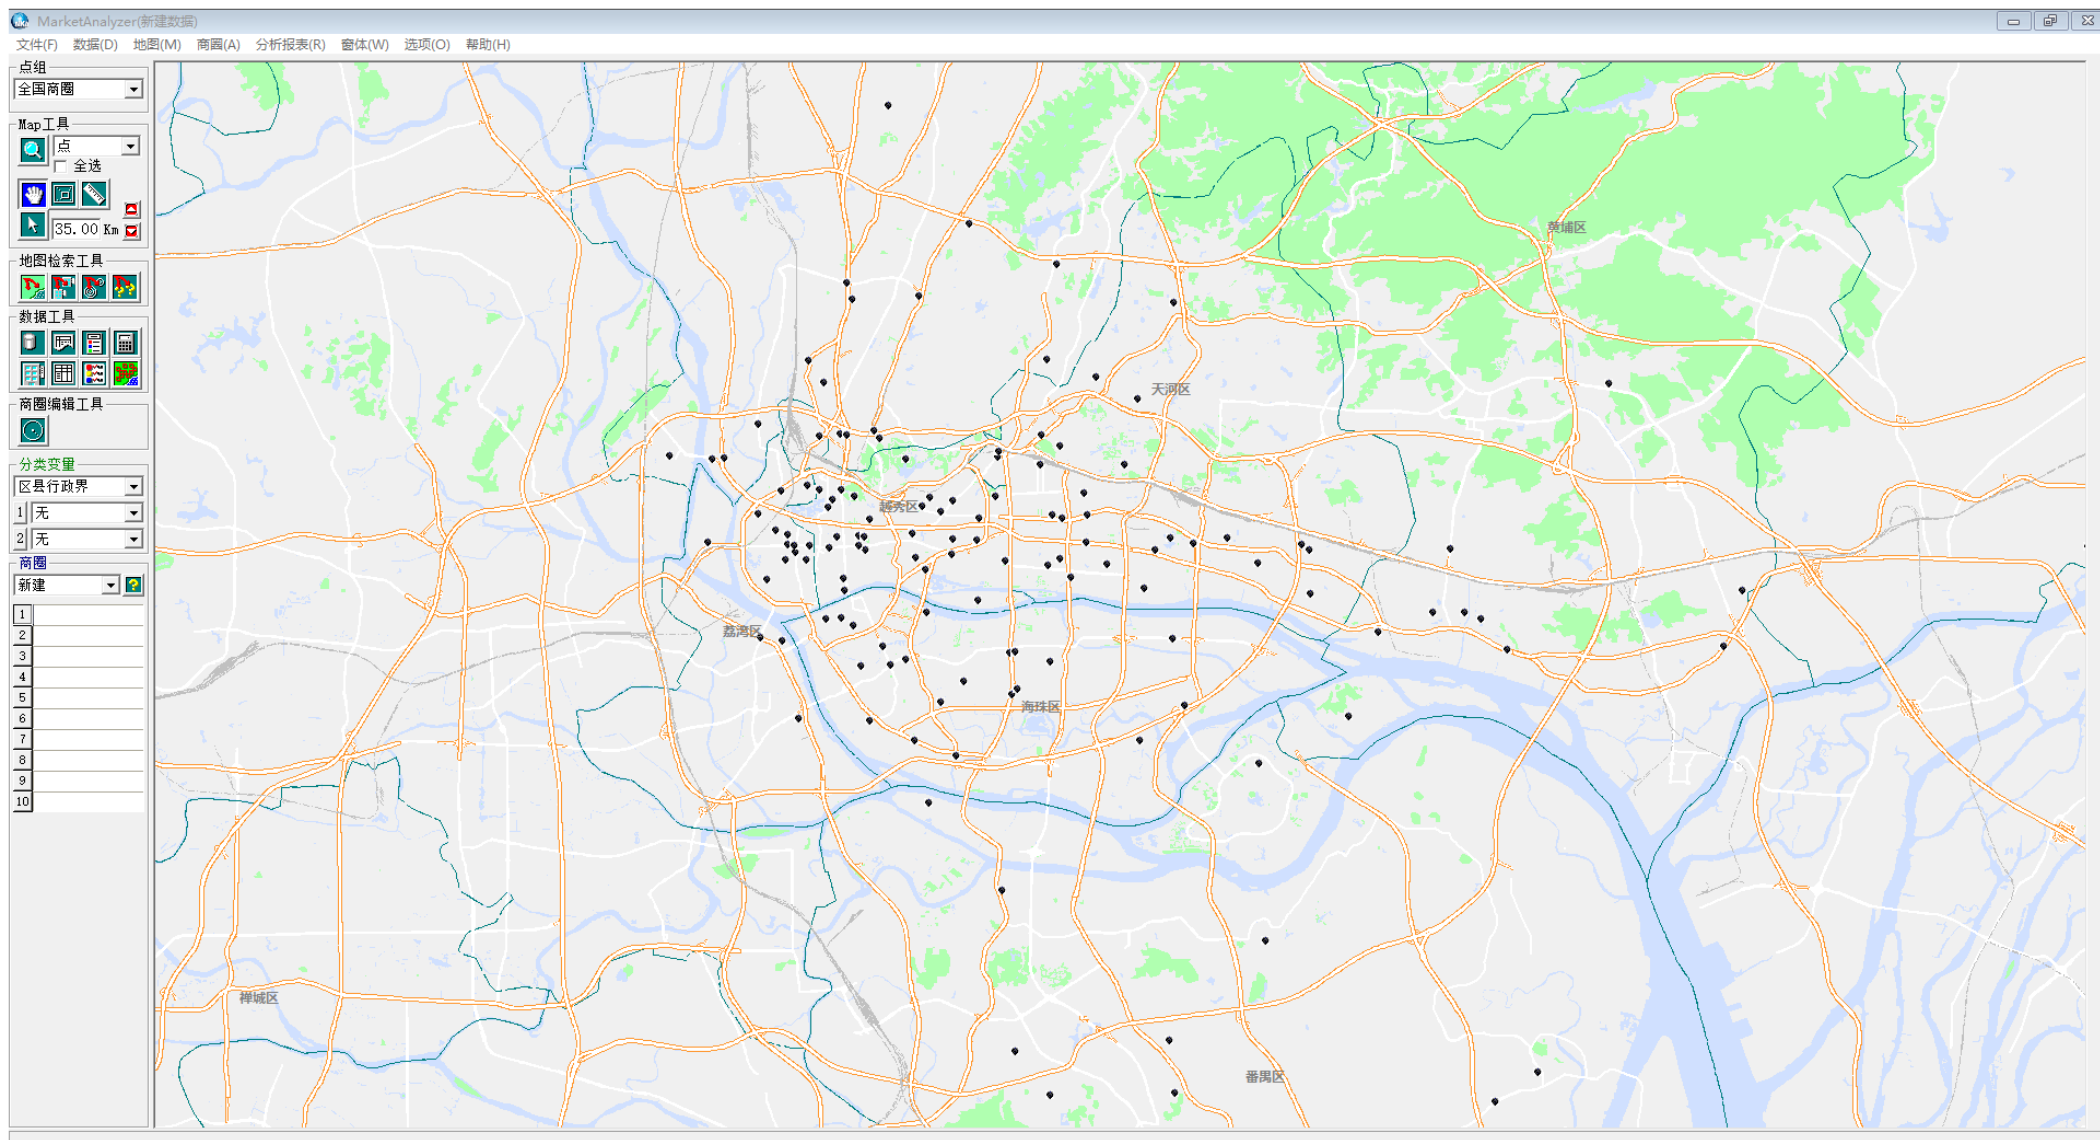 MarketAnalyzer(新建数据)
文件(F) 数据(D) 地图(M) 商圈(A) 分析报表(R) 窗体(W) 选项(O) 帮助(H)
点组
全国商圈
Map工具
点
全选
35.00 Km
地图检索工具
数据工具
商圈编辑工具
分类变量
区县行政界
1 无
2 无
商圈
新建
1
2
3
4
5
6
7
8
9
10
黄埔区
天河区
越秀区
荔湾区
海珠区
禅城区
番禺区